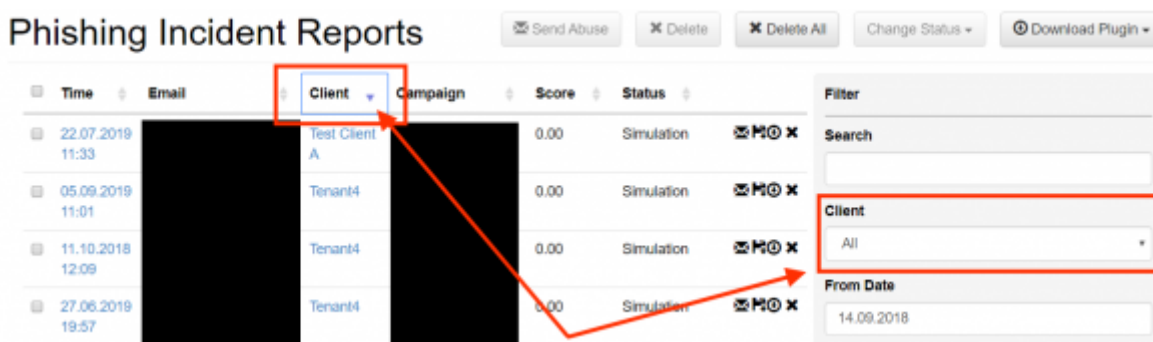 Phishing Incident Reports
Send Abuse
Delete
Delete All
Change Status
Download Plugin
Time Email Client Campaign Score Status
22.07.2019 Test Client 0.00 Simulation
11:33 A
05.09.2019 Tenant4 0.00 Simulation
11:01
11.10.2018 Tenant4 0.00 Simulation
12:09
27.06.2019 Tenant4 0.00 Simulation
19:57
Filter
Search
Client
All
From Date
14.09.2018